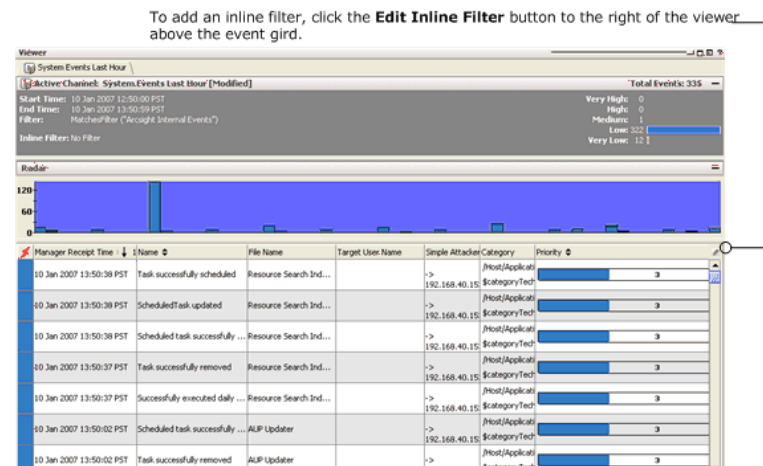 To add an inline filter, click the Edit Inline Filter button to the right of the viewer
above the event gird.
Viewer
System Events Last Hour
Active Channel: System Events Last Hour [Modified] Total Events: 335
Start Time: 10 Jan 2007 12:50:00 PST Very High: 0
End Time: 10 Jan 2007 13:50:59 PST High: 0
Filter: MatchesFilter ("Arcsight Internal Events") Medium: 1
Low: 322
Inline Filter: No Filter Very Low: 12
Radar
120
60
0
Manager Receipt Time 1 Name File Name Target User Name Simple Attacker Category Priority
10 Jan 2007 13:50:38 PST Task successfully scheduled Resource Search Ind... -> 192.168.40.15 /Host/Applicati $categoryTech 3
10 Jan 2007 13:50:38 PST ScheduledTask updated Resource Search Ind... -> 192.168.40.15 /Host/Applicati $categoryTech 3
10 Jan 2007 13:50:38 PST Scheduled task successfully ... Resource Search Ind... -> 192.168.40.15 /Host/Applicati $categoryTech 3
10 Jan 2007 13:50:37 PST Task successfully removed Resource Search Ind... -> 192.168.40.15 /Host/Applicati $categoryTech 3
10 Jan 2007 13:50:37 PST Successfully executed daily ... Resource Search Ind... -> 192.168.40.15 /Host/Applicati $categoryTech 3
10 Jan 2007 13:50:02 PST Scheduled task successfully ... AUP Updater -> 192.168.40.15 /Host/Applicati $categoryTech 3
10 Jan 2007 13:50:02 PST Task successfully removed AUP Updater -> /Host/Applicati 3